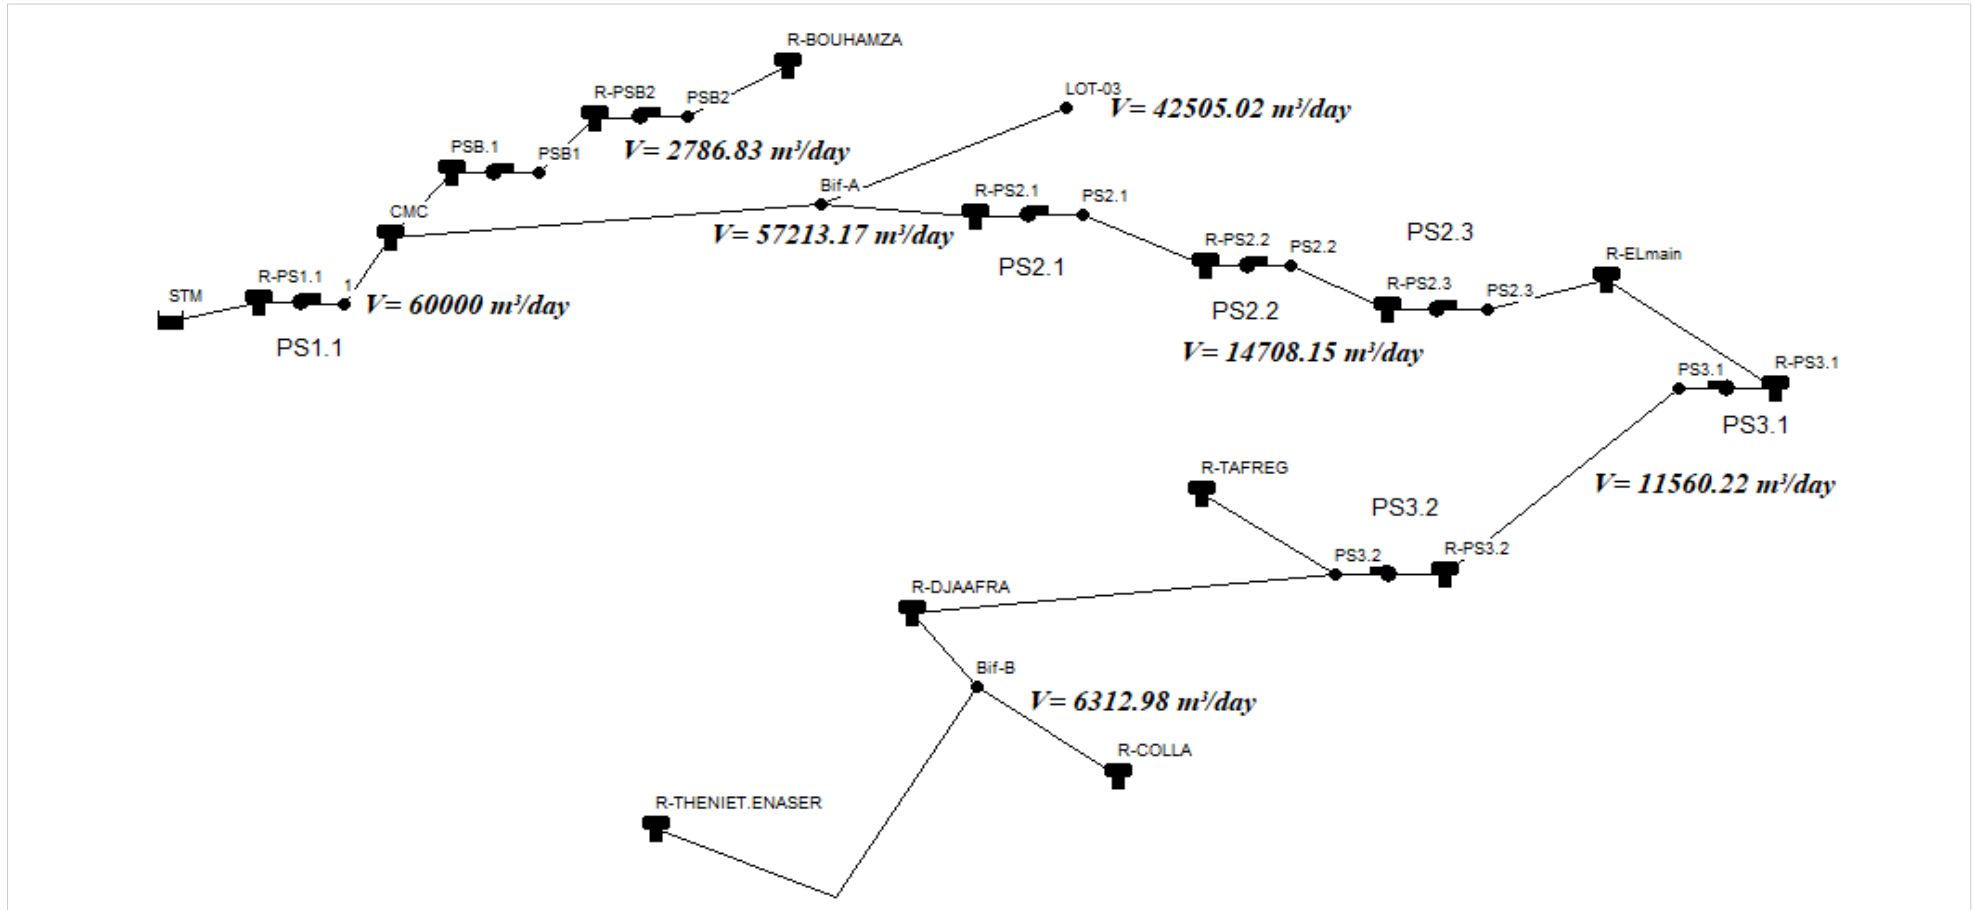 R-BOUHAMZA
R-PSB2
PSB2
LOT-03
V= 42505.02 m³/day
PSB.1
PSB1
V= 2786.83 m³/day
Bif-A
R-PS2.1
PS2.1
CMC
V= 57213.17 m³/day
PS2.1
R-PS2.2
PS2.2
PS2.3
R-ELmain
STM
R-PS1.1
1
V= 60000 m³/day
PS1.1
PS2.2
R-PS2.3
PS2.3
V= 14708.15 m³/day
PS3.1
R-PS3.1
PS3.1
V= 11560.22 m³/day
R-TAFREG
PS3.2
PS3.2
R-PS3.2
R-DJAAFRA
Bif-B
V= 6312.98 m³/day
R-COLLA
R-THENIET.ENASER